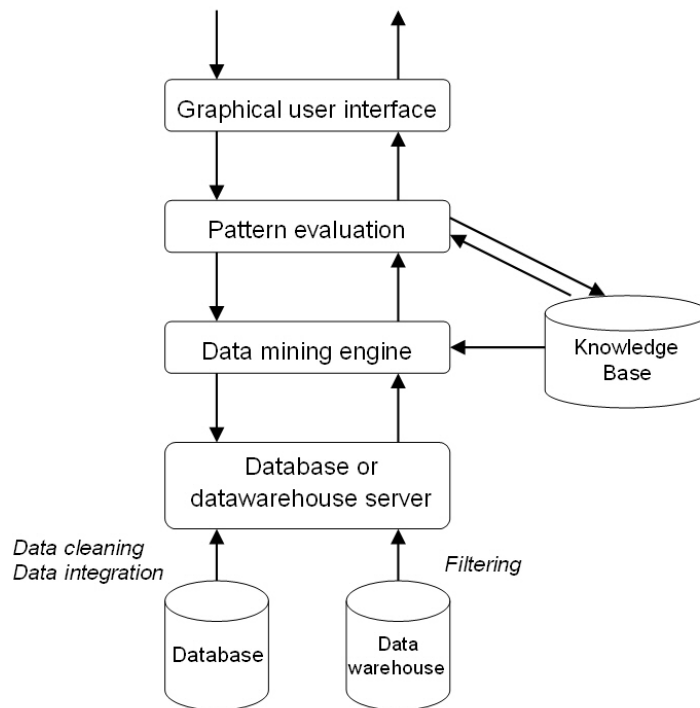 Graphical user interface
Pattern evaluation
Data mining engine
Knowledge
Base
Database or
datawarehouse server
Data cleaning
Data integration
Filtering
Database
Data
warehouse